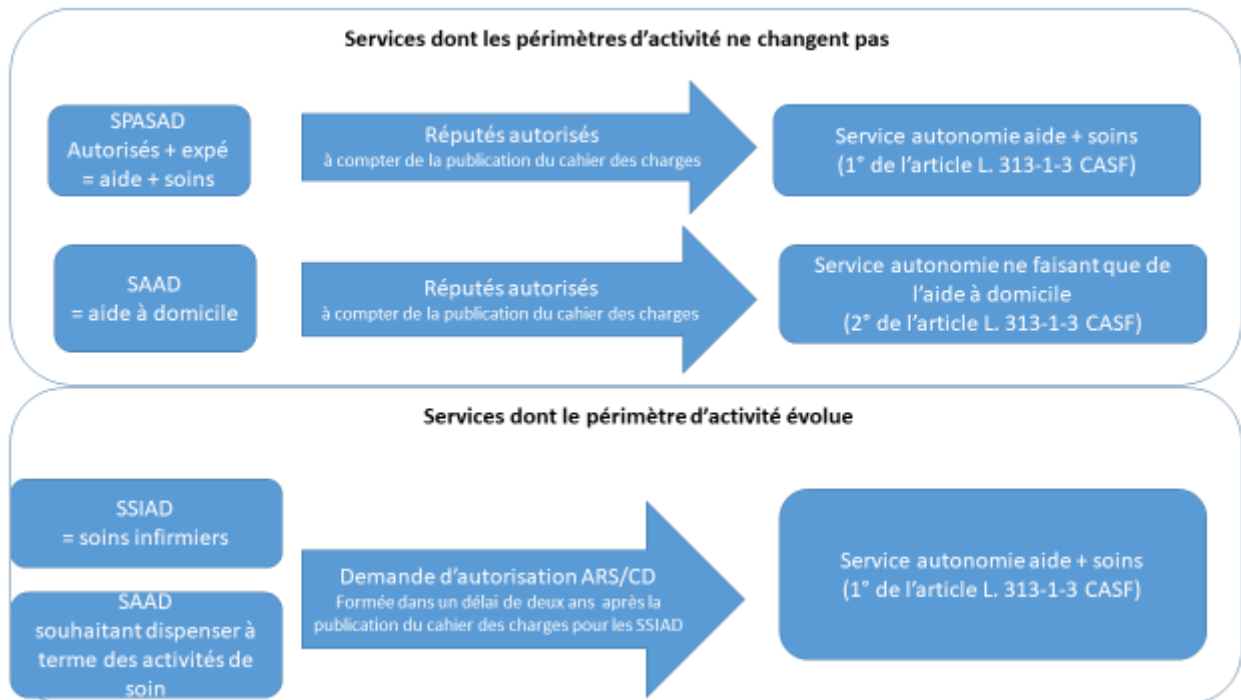 Services dont les périmètres d'activité ne changent pas
SPASAD
Autorisés + expé
= aide + soins
Réputés autorisés
à compter de la publication du cahier des charges
Service autonomie aide + soins
(1° de l'article L. 313-1-3 CASF)
SAAD
= aide à domicile
Réputés autorisés
à compter de la publication du cahier des charges
Service autonomie ne faisant que de
l'aide à domicile
(2° de l'article L. 313-1-3 CASF)
Services dont le périmètre d'activité évolue
SSIAD
= soins infirmiers
SAAD
souhaitant dispenser à
terme des activités de
soin
Demande d'autorisation ARS/CD
Formée dans un délai de deux ans après la
publication du cahier des charges pour les SSIAD
Service autonomie aide + soins
(1° de l'article L. 313-1-3 CASF)